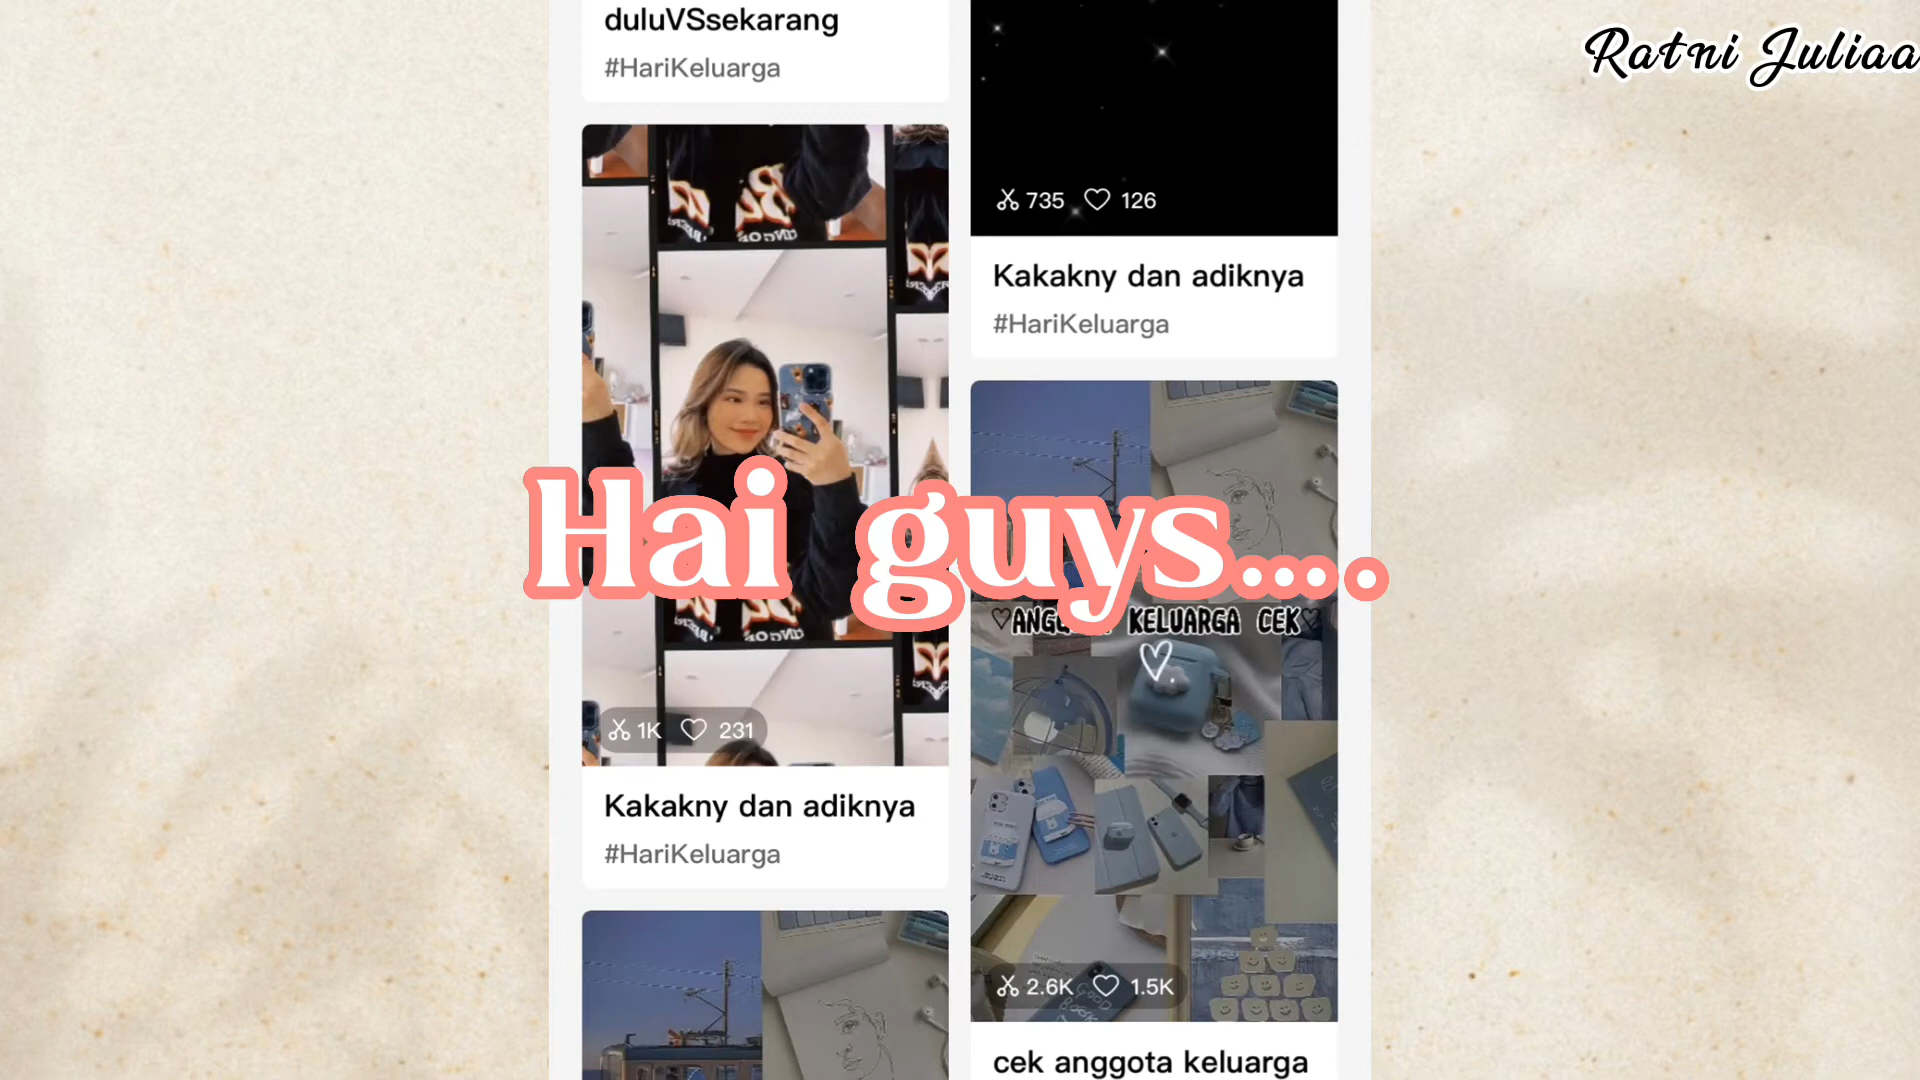 Ratni Juliaa
duluVSsekarang
#HariKeluarga
1K 231
Kakakny dan adiknya
#HariKeluarga
735 126
Kakakny dan adiknya
#HariKeluarga
Hai guys....
KELUARGA CEK
2.6K 1.5K
cek anggota keluarga